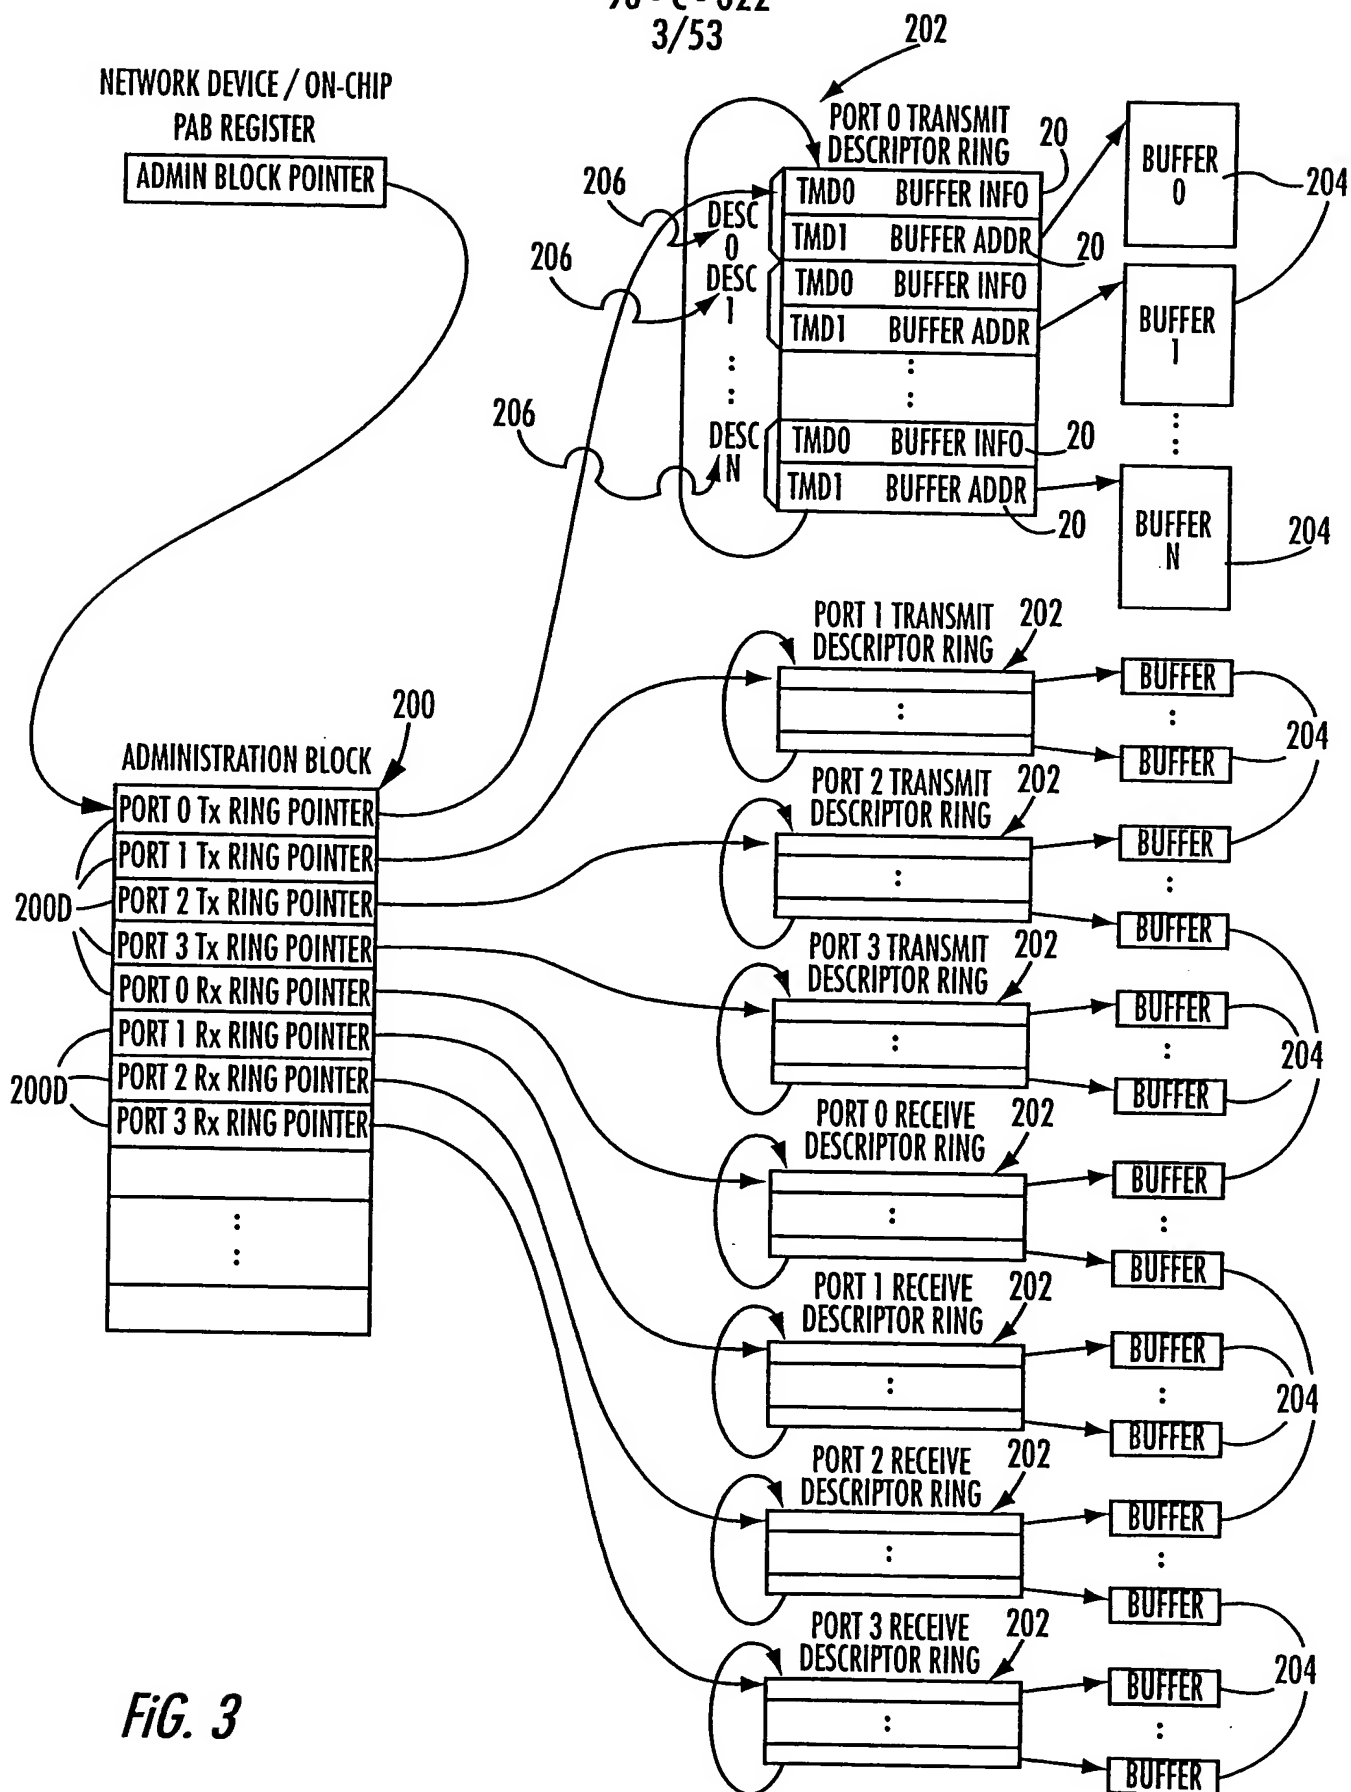 3/53
NETWORK DEVICE / ON-CHIP
PAB REGISTER
ADMIN BLOCK POINTER
202
PORT 0 TRANSMIT
DESCRIPTOR RING
206
206
206
DESC
0
DESC
1
DESC
N
TMD0 BUFFER INFO
TMD1 BUFFER ADDR
TMD0 BUFFER INFO
TMD1 BUFFER ADDR
TMD0 BUFFER INFO
TMD1 BUFFER ADDR
20
20
20
20
BUFFER
0
204
BUFFER
1
BUFFER
N
204
200
ADMINISTRATION BLOCK
PORT 0 Tx RING POINTER
PORT 1 Tx RING POINTER
PORT 2 Tx RING POINTER
PORT 3 Tx RING POINTER
PORT 0 Rx RING POINTER
PORT 1 Rx RING POINTER
PORT 2 Rx RING POINTER
PORT 3 Rx RING POINTER
200D
200D
PORT 1 TRANSMIT
DESCRIPTOR RING
202
BUFFER
BUFFER
204
PORT 2 TRANSMIT
DESCRIPTOR RING
202
BUFFER
BUFFER
PORT 3 TRANSMIT
DESCRIPTOR RING
202
BUFFER
BUFFER
204
PORT 0 RECEIVE
DESCRIPTOR RING
202
BUFFER
BUFFER
PORT 1 RECEIVE
DESCRIPTOR RING
202
BUFFER
BUFFER
204
PORT 2 RECEIVE
DESCRIPTOR RING
202
BUFFER
BUFFER
PORT 3 RECEIVE
DESCRIPTOR RING
202
BUFFER
BUFFER
204
FIG. 3